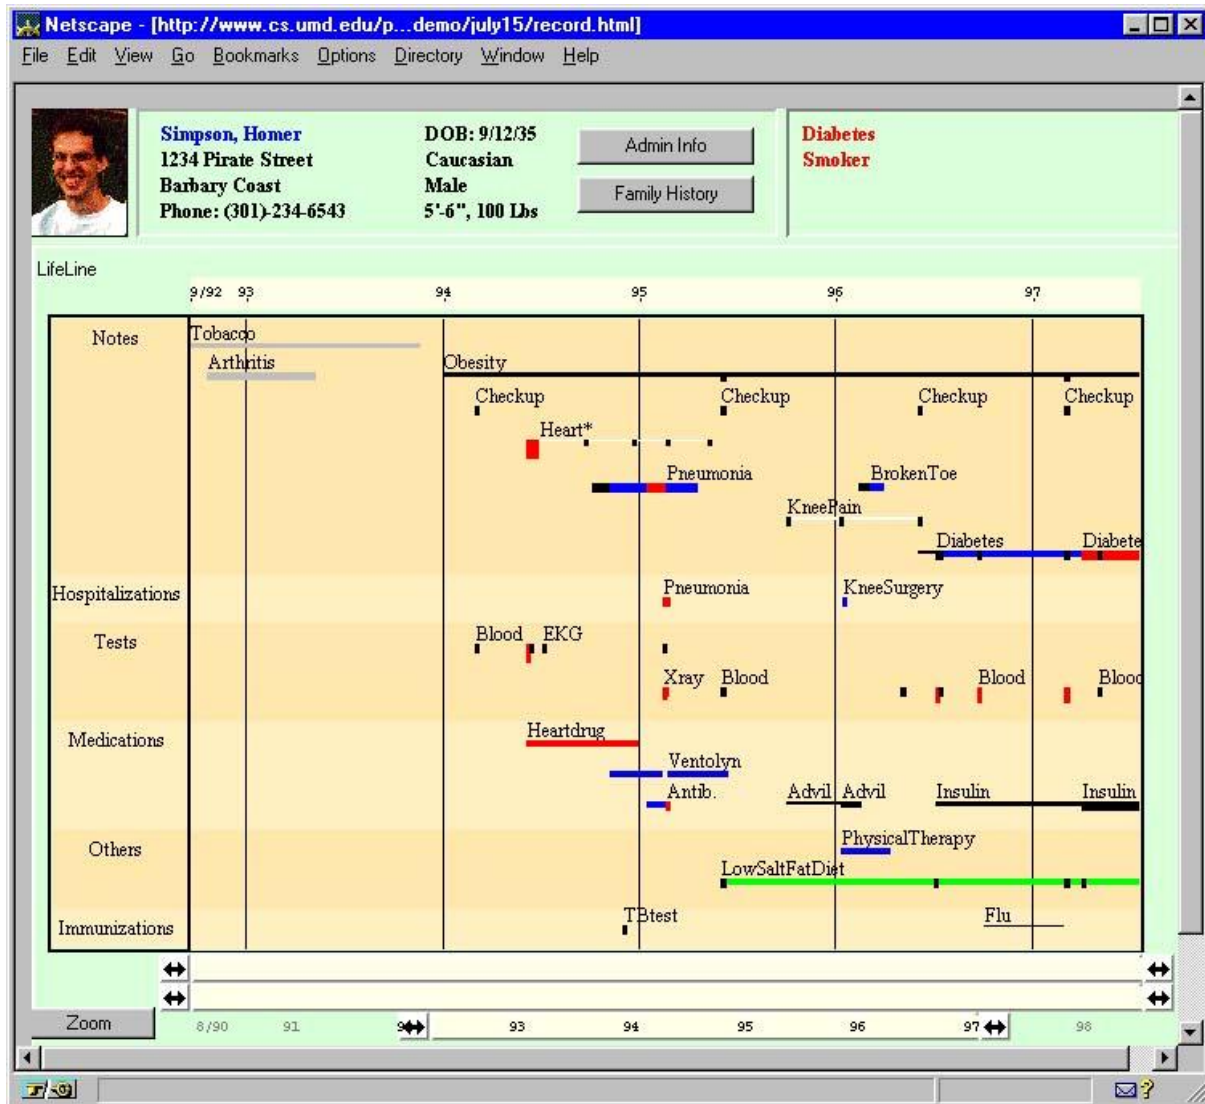 Netscape - [http://www.cs.umd.edu/p...demo/july15/record.html]
File Edit View Go Bookmarks Options Directory Window Help
Simpson, Homer
1234 Pirate Street
Barbary Coast
Phone: (301)-234-6543
DOB: 9/12/35
Caucasian
Male
5'-6", 100 Lbs
Admin Info
Family History
Diabetes
Smoker
LifeLine
9/92 93 94 95 96 97
Notes
Tobacco
Arthritis Obesity
Checkup Checkup Checkup Checkup
Heart*
Pneumonia BrokenToe
KneePain
Diabetes Diabete
Hospitalizations Pneumonia KneeSurgery
Tests Blood EKG
Xray Blood Blood Blood
Medications Heartdrug
Ventolyn
Antib. Advil Advil Insulin Insulin
Others PhysicalTherapy
LowSaltFatDiet
Immunizations TBtest Flu
Zoom 8/90 91 93 94 95 96 97 98